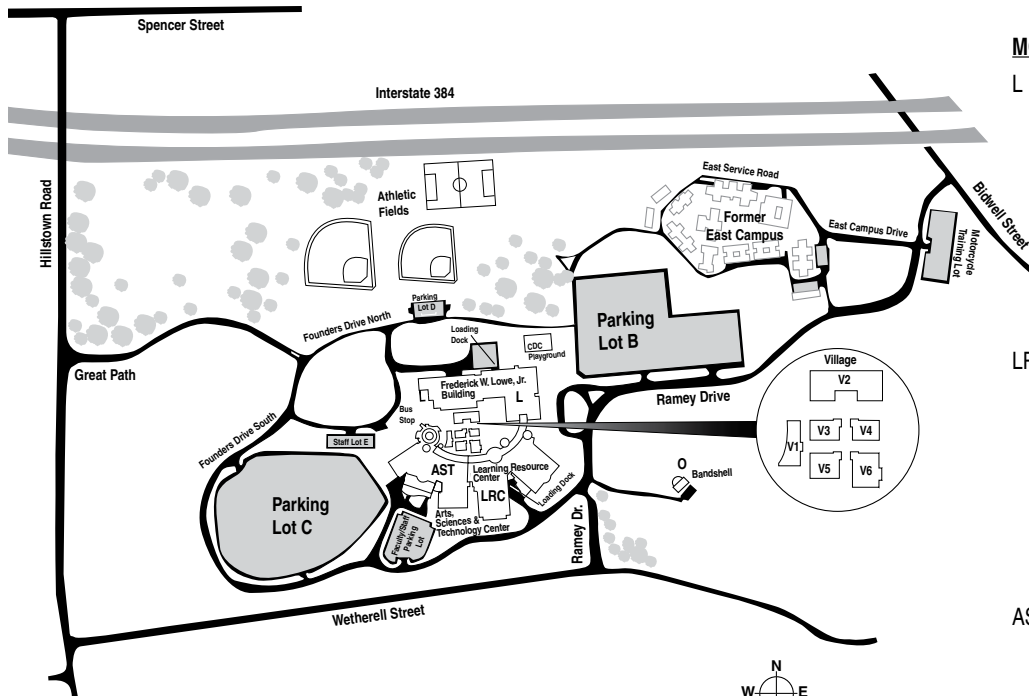 Spencer Street
Interstate 384
Hillstown Road
Bidwell Street
East Service Road
Athletic
Fields
Former
East Campus
East Campus Drive
Motorcycle
Training Lot
Parking
Lot D
Founders Drive North
Loading
Dock
CDC
Playground
Parking
Lot B
Great Path
Frederick W. Lowe, Jr.
Building
L
Ramey Drive
Village
V2
V1
V3
V4
V5
V6
Bus
Stop
Founders Drive South
Staff Lot E
AST
Learning Resource
Center
LRC
Loading Dock
O
Bandshell
Parking
Lot C
Arts,
Sciences &
Technology Center
Faculty/Staff
Parking
Lot
Ramey Dr.
Wetherell Street
N
W
E
L
AS